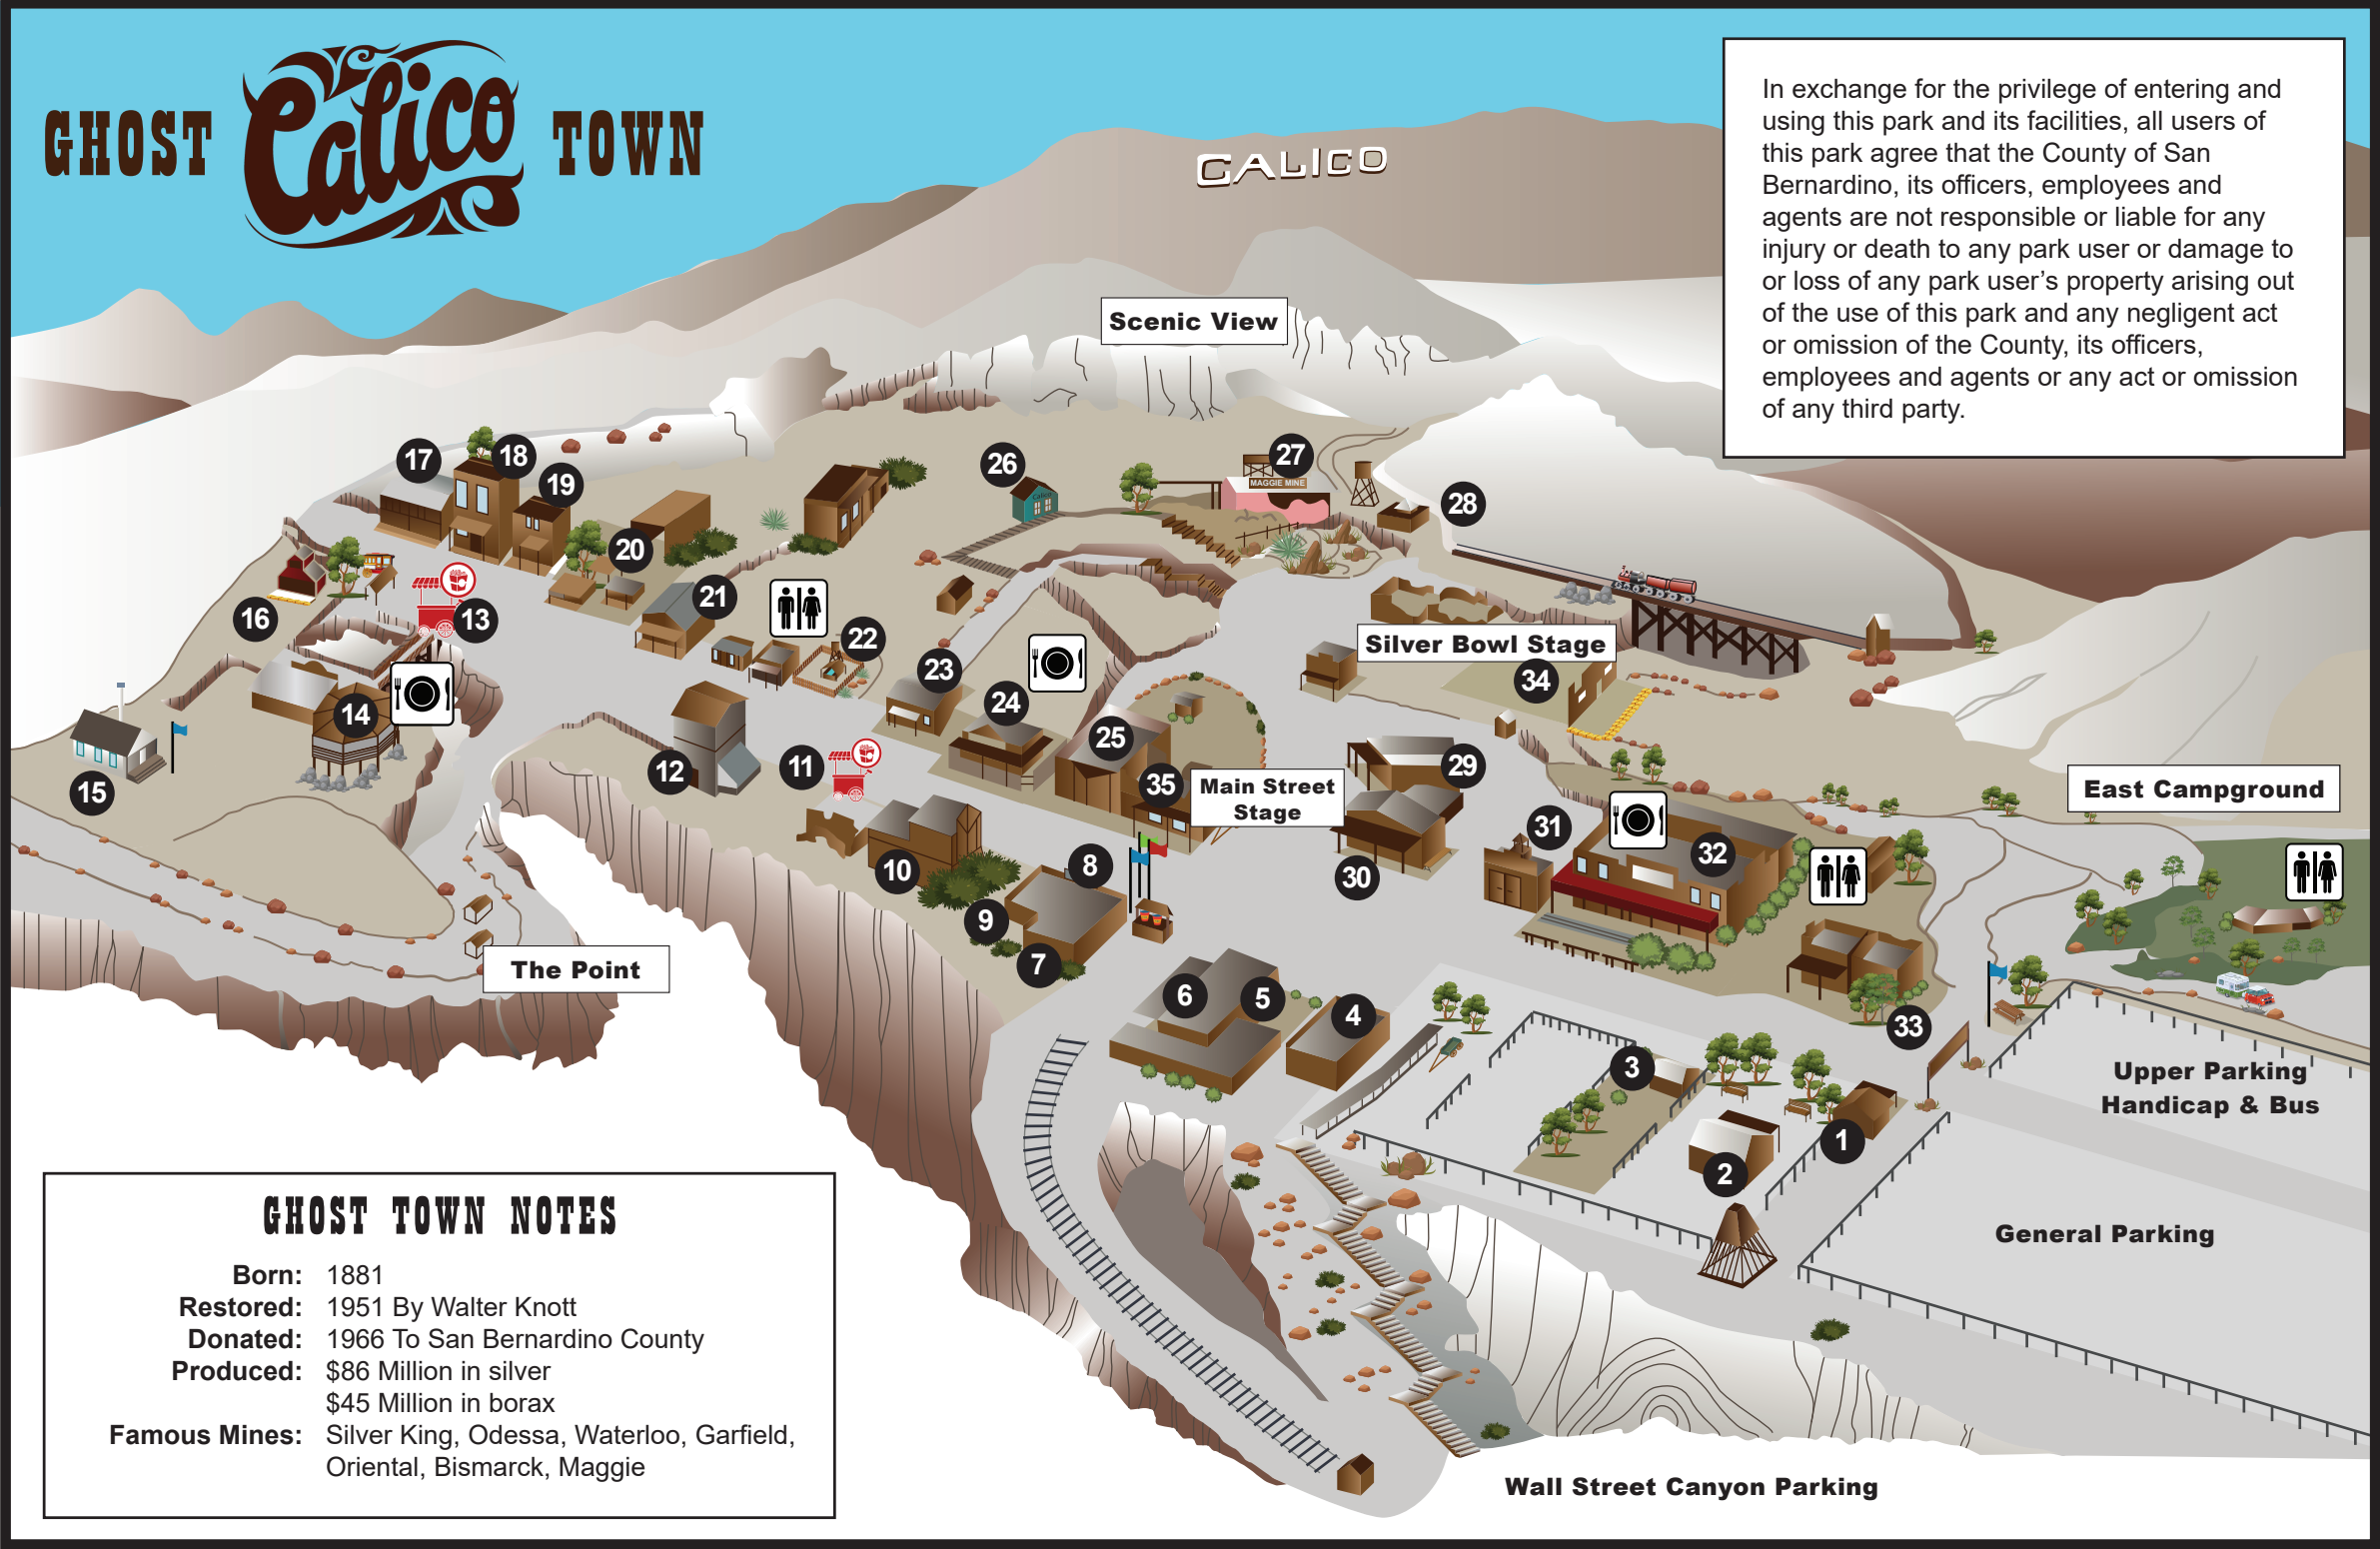 GHOST Calico TOWN
In exchange for the privilege of entering and
using this park and its facilities, all users of
this park agree that the County of San
Bernardino, its officers, employees and
agents are not responsible or liable for any
injury or death to any park user or damage to
or loss of any park user’s property arising out
of the use of this park and any negligent act
or omission of the County, its officers,
employees and agents or any act or omission
of any third party.
CALICO
Scenic View
17
18
19
26
27
MAGGIE MINE
28
Calico
20
16
13
21
22
23
Silver Bowl Stage
34
14
24
25
15
12
11
35
Main Street
Stage
29
East Campground
31
32
10
8
30
9
7
The Point
6
5
4
33
3
Upper Parking
Handicap & Bus
1
2
General Parking
GHOST TOWN NOTES
Born: 1881
Restored: 1951 By Walter Knott
Donated: 1966 To San Bernardino County
Produced: $86 Million in silver
$45 Million in borax
Famous Mines: Silver King, Odessa, Waterloo, Garfield,
Oriental, Bismarck, Maggie
Wall Street Canyon Parking